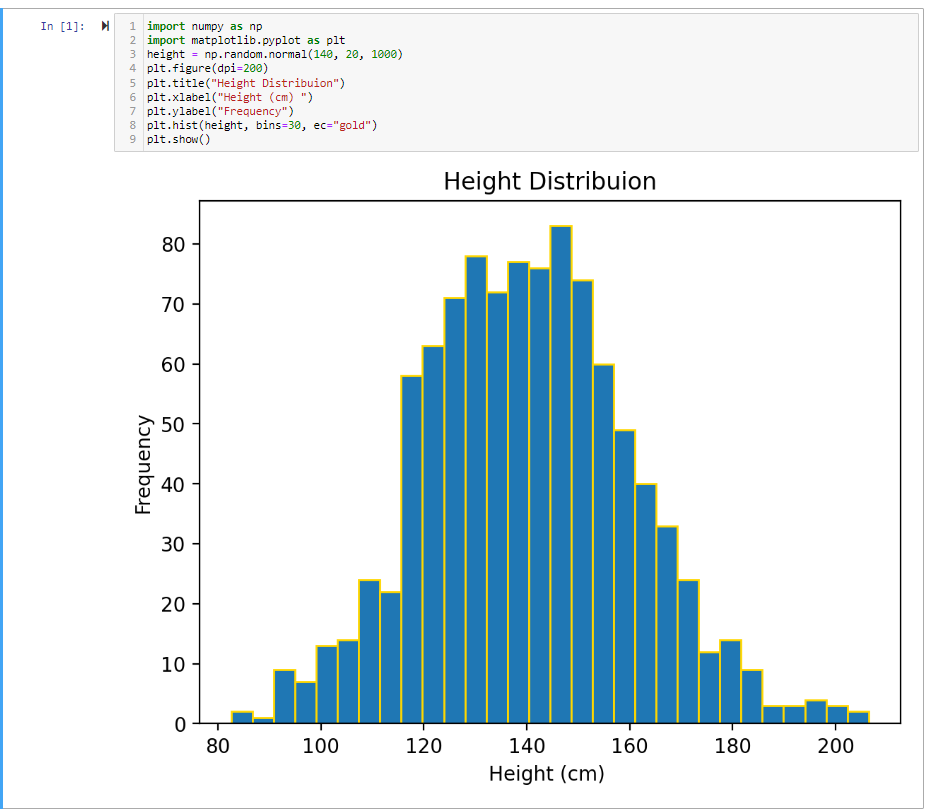 In [1]:
1 import numpy as np
2 import matplotlib.pyplot as plt
3 height = np.random.normal(140, 20, 1000)
4 plt.figure(dpi=200)
5 plt.title("Height Distribuion")
6 plt.xlabel("Height (cm) ")
7 plt.ylabel("Frequency")
8 plt.hist(height, bins=30, ec="gold")
9 plt.show()
Height Distribuion
Frequency
80
70
60
50
40
30
20
10
0
80 100 120 140 160 180 200
Height (cm)